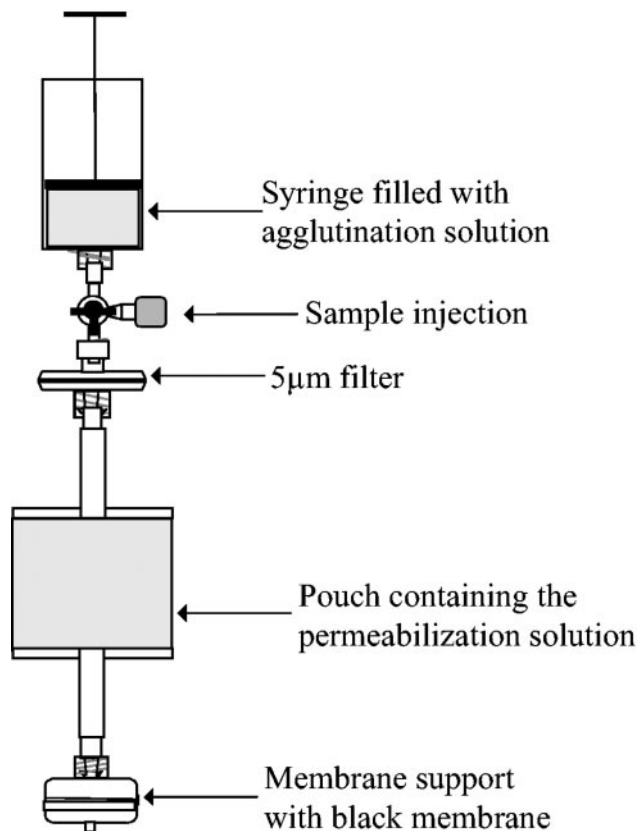 Syringe filled with
agglutination solution
Sample injection
5μm filter
Pouch containing the
permeabilization solution
Membrane support
with black membrane